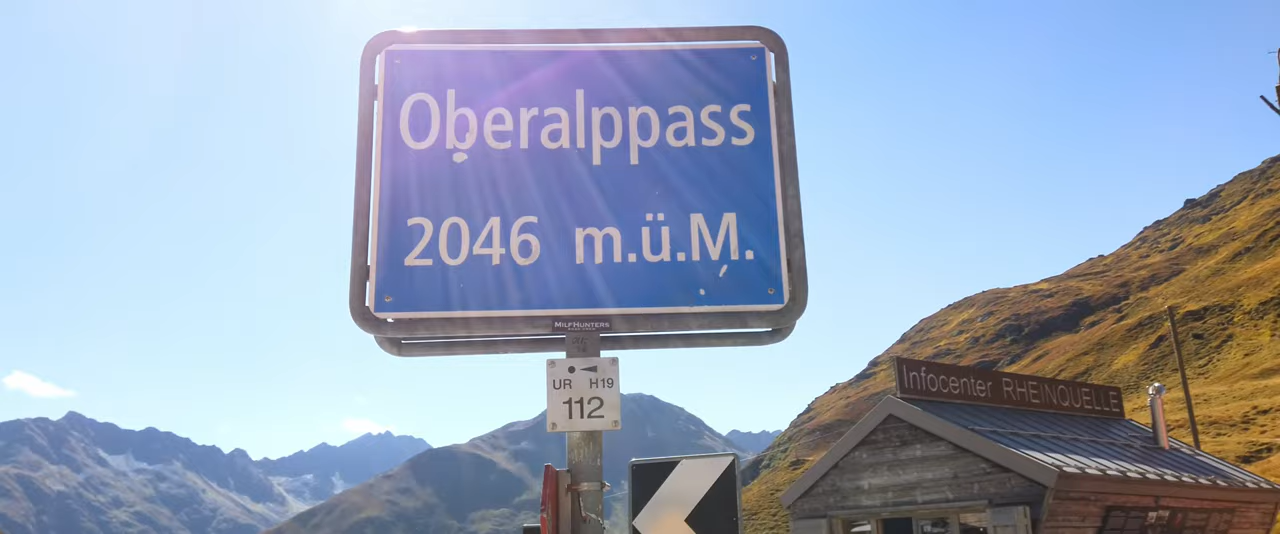 Oberalppass
2046 m.ü.M.
MILFHUNTERS
UR H19
112
Infocenter RHEINQUELLE